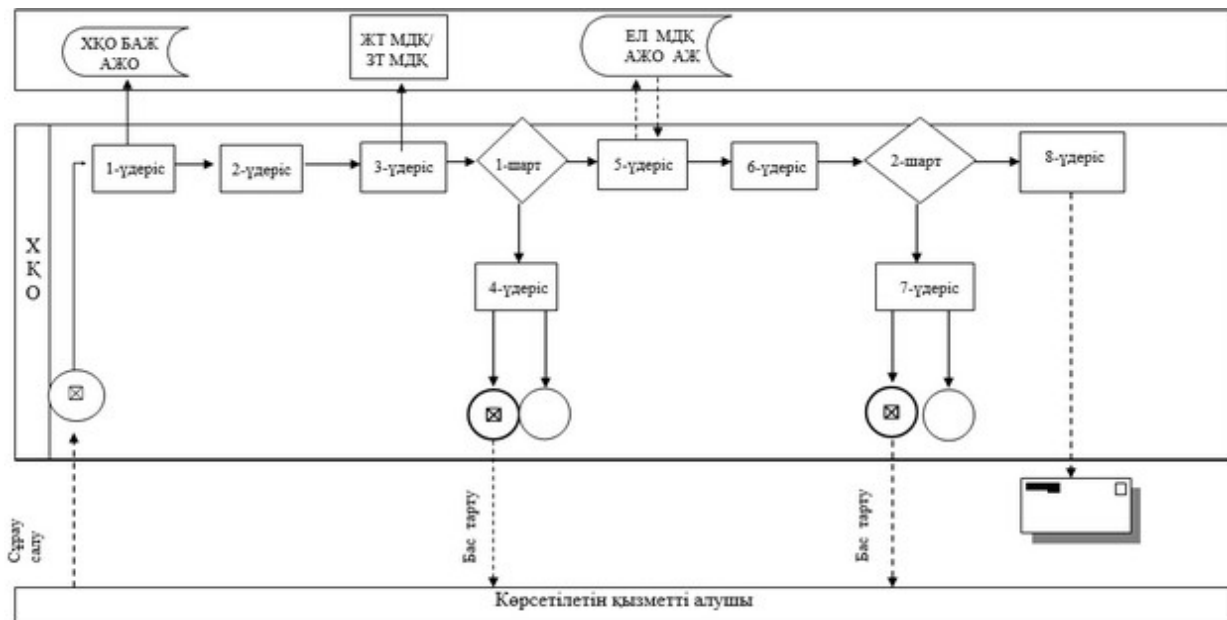 ХҚО БАЖ
АЖО
ЖТ МДҚ/
ЗТ МДҚ
ЕЛ МДҚ
АЖО АЖ
1-үдеріс
2-үдеріс
3-үдеріс
1-шарт
5-үдеріс
6-үдеріс
2-шарт
8-үдеріс
Х
Қ
О
4-үдеріс
7-үдеріс
Сұрау
салу
Бас тарту
Бас тарту
Көрсетілетін қызметті алушы